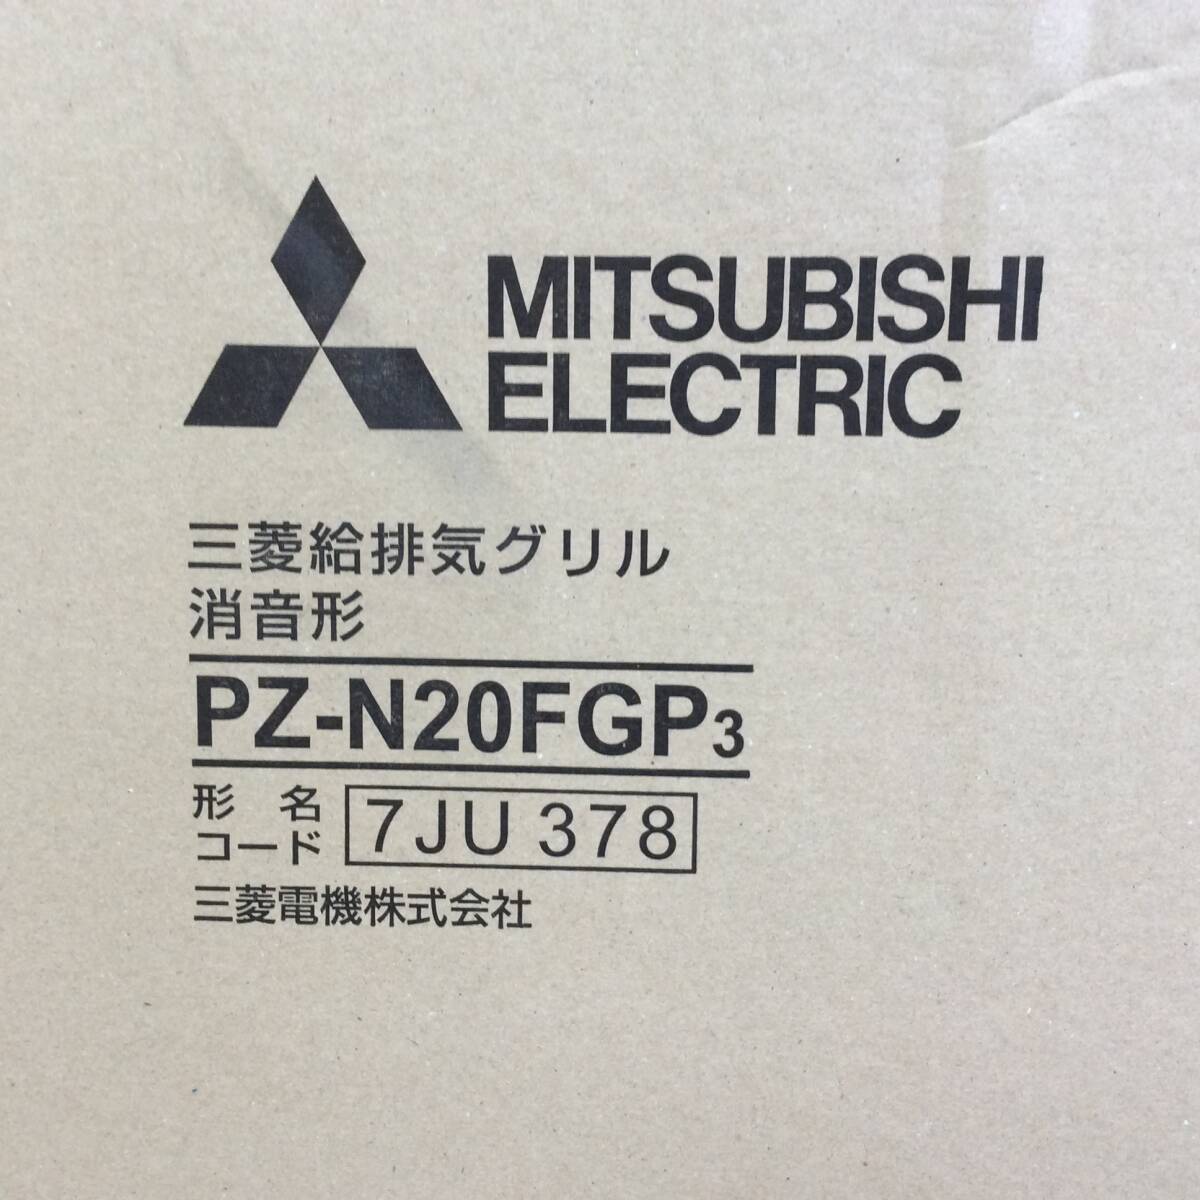 MITSUBISHI
ELECTRIC
三菱給排気グリル
消音形
PZ-N20FGP3
形名
コード 7JU 378
三菱電機株式会社